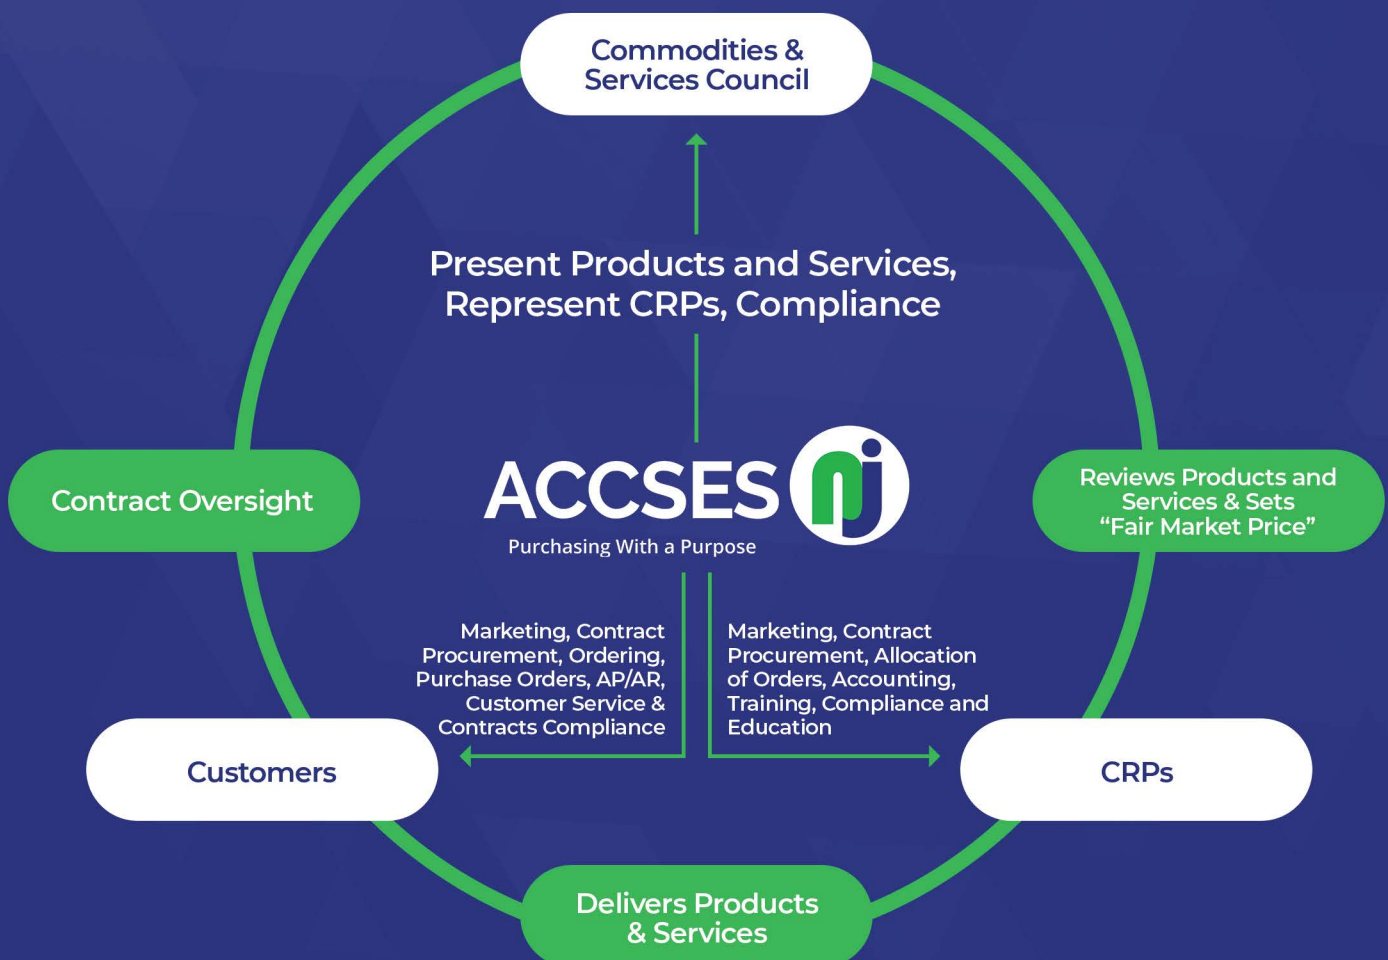 Commodities &
Services Council
Present Products and Services,
Represent CRPs, Compliance
Contract Oversight
ACCSES nj
Purchasing With a Purpose
Reviews Products and
Services & Sets
“Fair Market Price”
Marketing, Contract
Procurement, Ordering,
Purchase Orders, AP/AR,
Customer Service &
Contracts Compliance
Marketing, Contract
Procurement, Allocation
of Orders, Accounting,
Training, Compliance and
Education
Customers
CRPs
Delivers Products
& Services